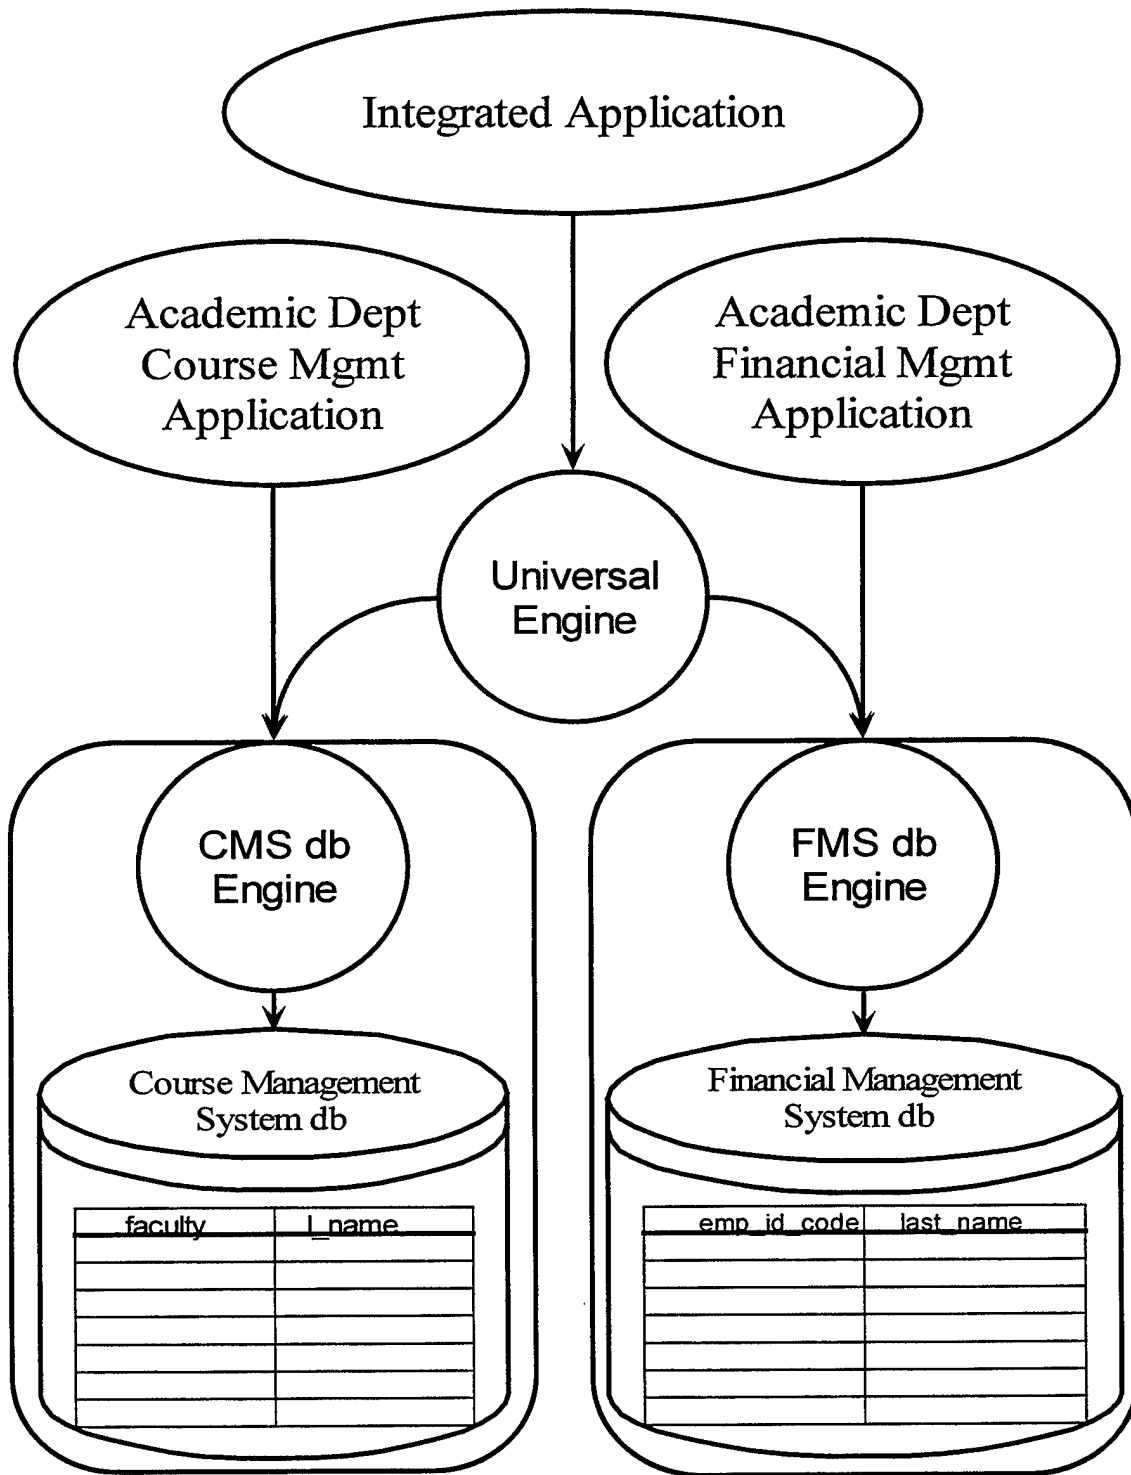 Integrated Application
Academic Dept
Course Mgmt
Application
Academic Dept
Financial Mgmt
Application
Universal
Engine
CMS db
Engine
FMS db
Engine
Course Management
System db
Financial Management
System db
faculty l_name
emp_id_code last_name